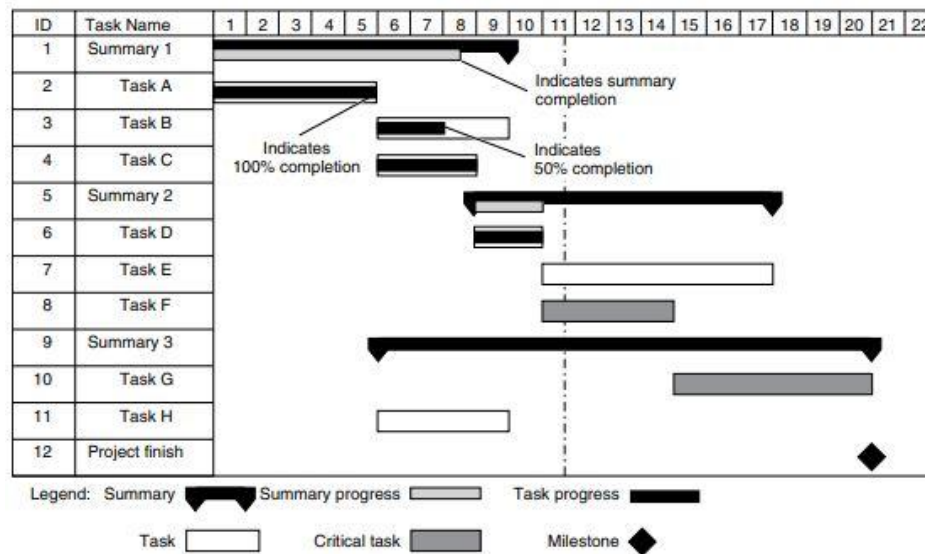 ID Task Name 1 2 3 4 5 6 7 8 9 10 11 12 13 14 15 16 17 18 19 20 21 22
1 Summary 1
Indicates summary
completion
2 Task A
3 Task B
Indicates
100% completion
Indicates
50% completion
4 Task C
5 Summary 2
6 Task D
7 Task E
8 Task F
9 Summary 3
10 Task G
11 Task H
12 Project finish
Legend: Summary Summary progress Task progress
Task Critical task Milestone